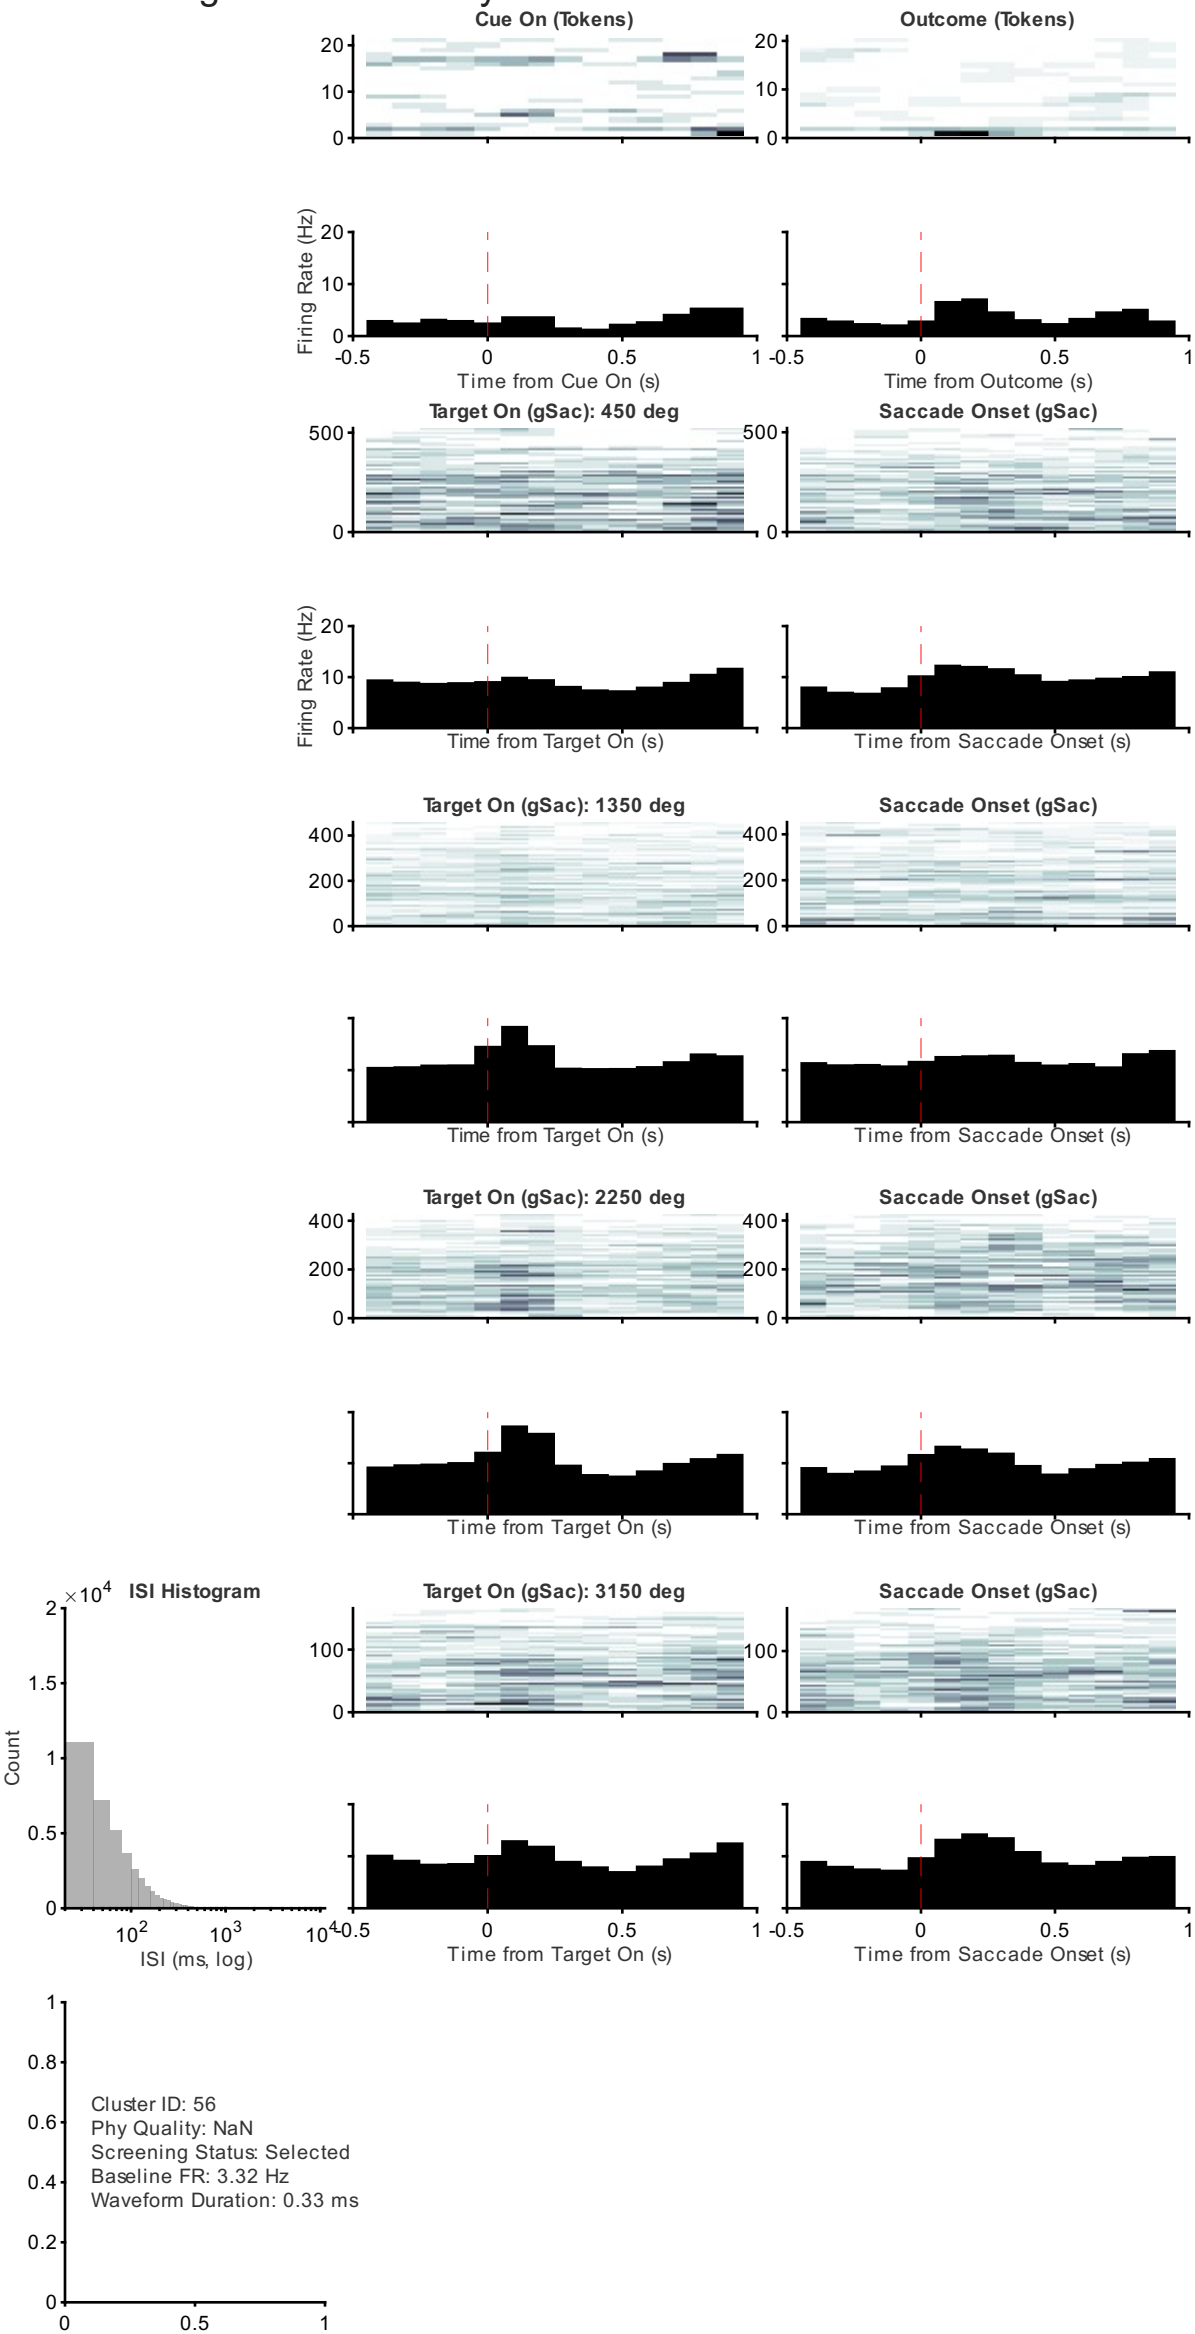 Cue On (Tokens)
Outcome (Tokens)
20
10
0
20
10
0
Firing Rate (Hz)
20
10
0
-0.5
0
0.5
1
-0.5
0
0.5
1
Time from Cue On (s)
Time from Outcome (s)
Target On (gSac): 450 deg
Saccade Onset (gSac)
500
0
500
0
Firing Rate (Hz)
20
10
0
Time from Target On (s)
Time from Saccade Onset (s)
Target On (gSac): 1350 deg
Saccade Onset (gSac)
400
200
0
400
200
0
Time from Target On (s)
Time from Saccade Onset (s)
Target On (gSac): 2250 deg
Saccade Onset (gSac)
400
200
0
400
200
0
Time from Target On (s)
Time from Saccade Onset (s)
×10⁴
ISI Histogram
Target On (gSac): 3150 deg
Saccade Onset (gSac)
2
1.5
1
0.5
0
Count
100
0
100
0
10²
10³
10⁴
ISI (ms, log)
-0.5
0
0.5
1
-0.5
0
0.5
1
Time from Target On (s)
Time from Saccade Onset (s)
1
0.8
0.6
0.4
0.2
0
Cluster ID: 56
Phy Quality: NaN
Screening Status: Selected
Baseline FR: 3.32 Hz
Waveform Duration: 0.33 ms
0
0.5
1